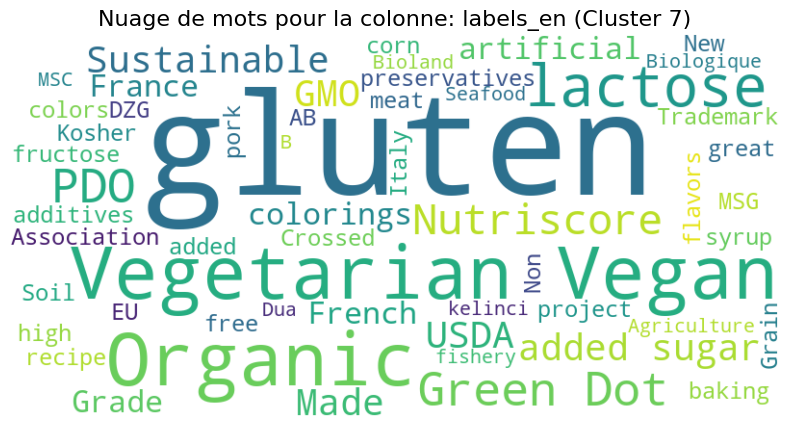 Nuage de mots pour la colonne: labels_en (Cluster 7)
corn
artificial
New
Sustainable
Bioland
Biologique
MSC
France
GMO
preservatives
lactose
meat
Seafood
colors
DZG
gluten
AB
Trademark
Kosher
pork
B
Italy
great
fructose
PDO
flavors
MSG
additives
colorings
Nutriscore
Association
added
Crossed
syrup
Vegetarian
Vegan
Non
Soil
EU
free
Dua
French
kelinci
project
high
Organic
USDA
Agriculture
Grain
recipe
fishery
added sugar
Grade
Made
Green Dot
baking